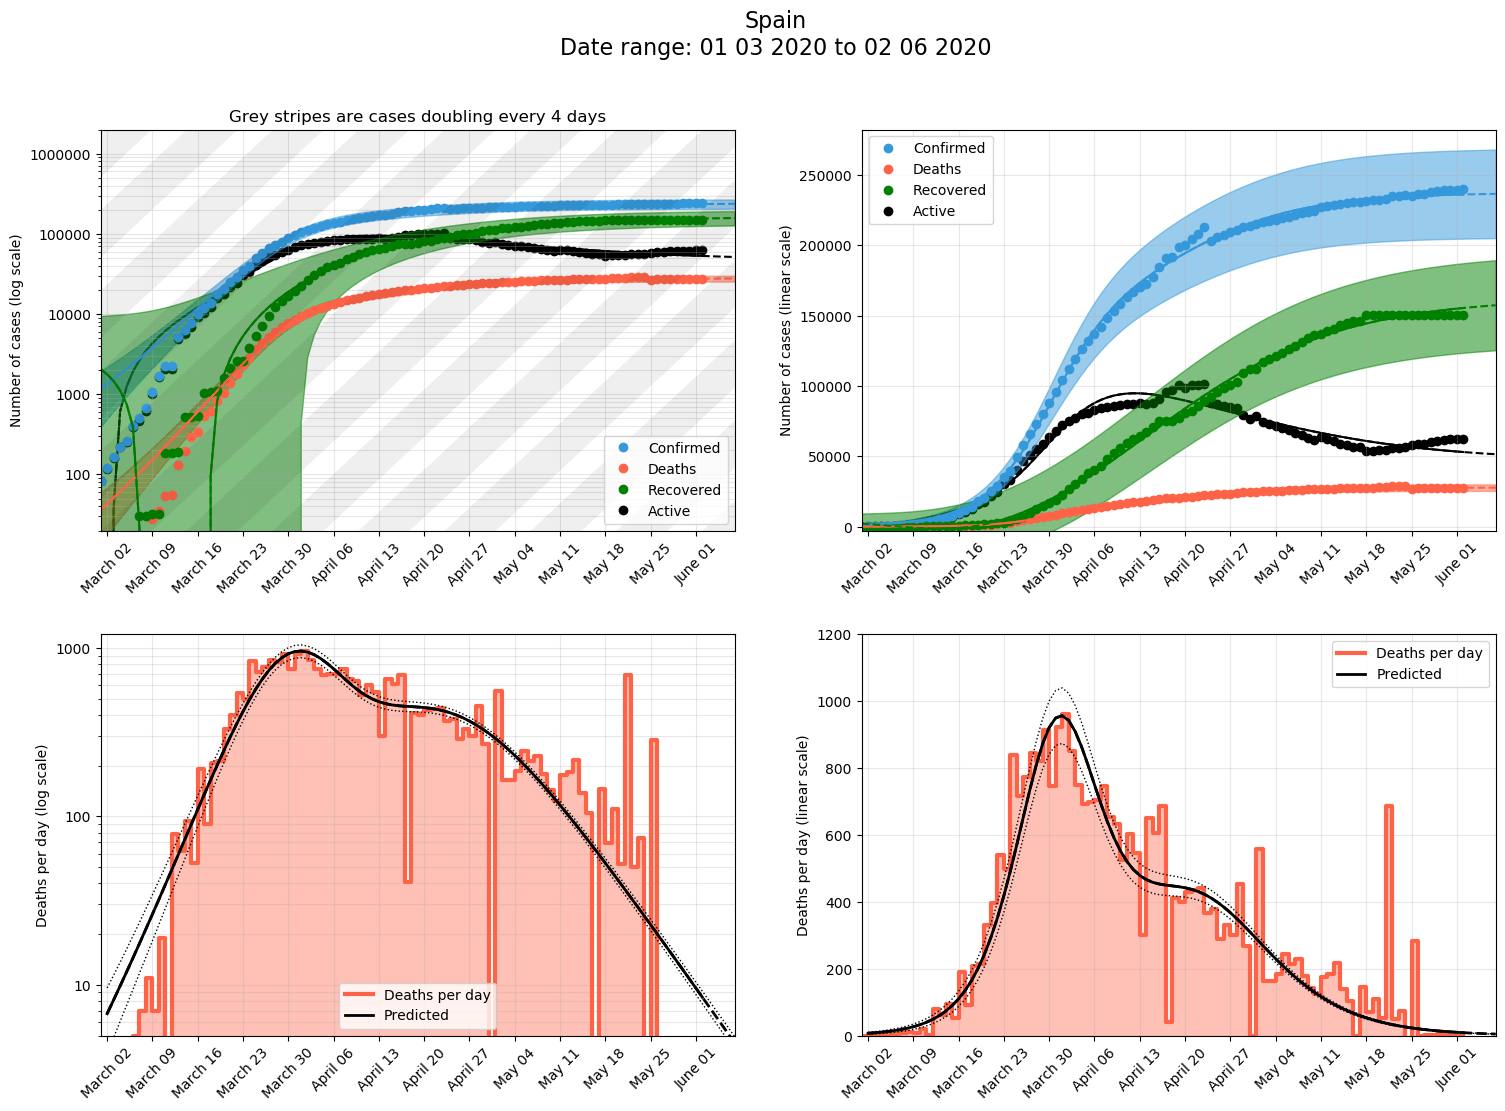 Spain
Date range: 01 03 2020 to 02 06 2020
Grey stripes are cases doubling every 4 days
Number of cases (log scale)
1000000
100000
10000
1000
100
Confirmed
Deaths
Recovered
Active
March 02
March 09
March 16
March 23
March 30
April 06
April 13
April 20
April 27
May 04
May 11
May 18
May 25
June 01
Number of cases (linear scale)
250000
200000
150000
100000
50000
0
Confirmed
Deaths
Recovered
Active
March 02
March 09
March 16
March 23
March 30
April 06
April 13
April 20
April 27
May 04
May 11
May 18
May 25
June 01
Deaths per day (log scale)
1000
100
10
Deaths per day
Predicted
March 02
March 09
March 16
March 23
March 30
April 06
April 13
April 20
April 27
May 04
May 11
May 18
May 25
June 01
Deaths per day (linear scale)
1200
1000
800
600
400
200
0
Deaths per day
Predicted
March 02
March 09
March 16
March 23
March 30
April 06
April 13
April 20
April 27
May 04
May 11
May 18
May 25
June 01